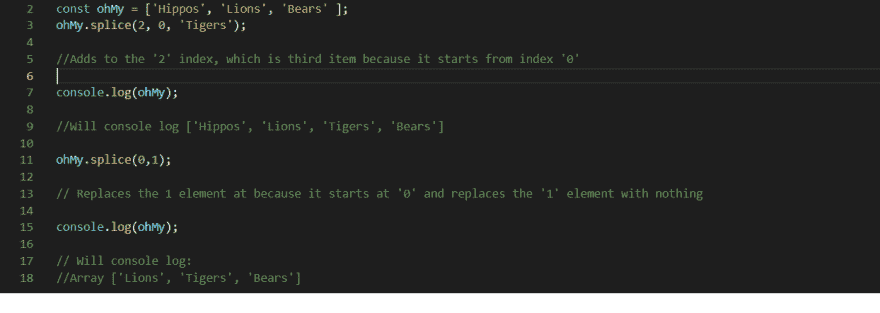 2 const ohMy = ['Hippos', 'Lions', 'Bears' ];
3 ohMy.splice(2, 0, 'Tigers');
4
5 //Adds to the '2' index, which is third item because it starts from index '0'
6
7 console.log(ohMy);
8
9 //Will console log ['Hippos', 'Lions', 'Tigers', 'Bears']
10
11 ohMy.splice(0,1);
12
13 // Replaces the 1 element at because it starts at '0' and replaces the '1' element with nothing
14
15 console.log(ohMy);
16
17 // Will console log:
18 //Array ['Lions', 'Tigers', 'Bears']